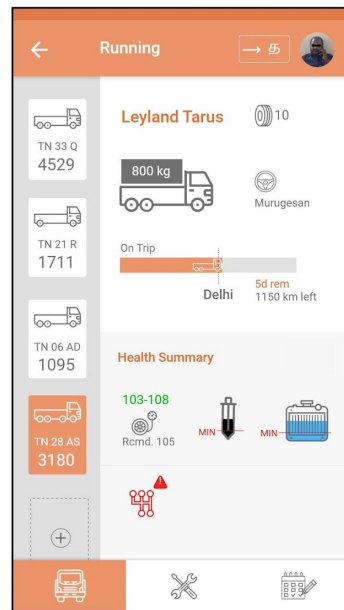 Running
→ தி
TN 33 Q
4529
TN 21 R
1711
TN 06 AD
1095
TN 28 AS
3180
Leyland Tarus
10
800 kg
Murugesan
On Trip
Delhi
5d rem
1150 km left
Health Summary
103-108
Rcmd. 105
MIN
MIN